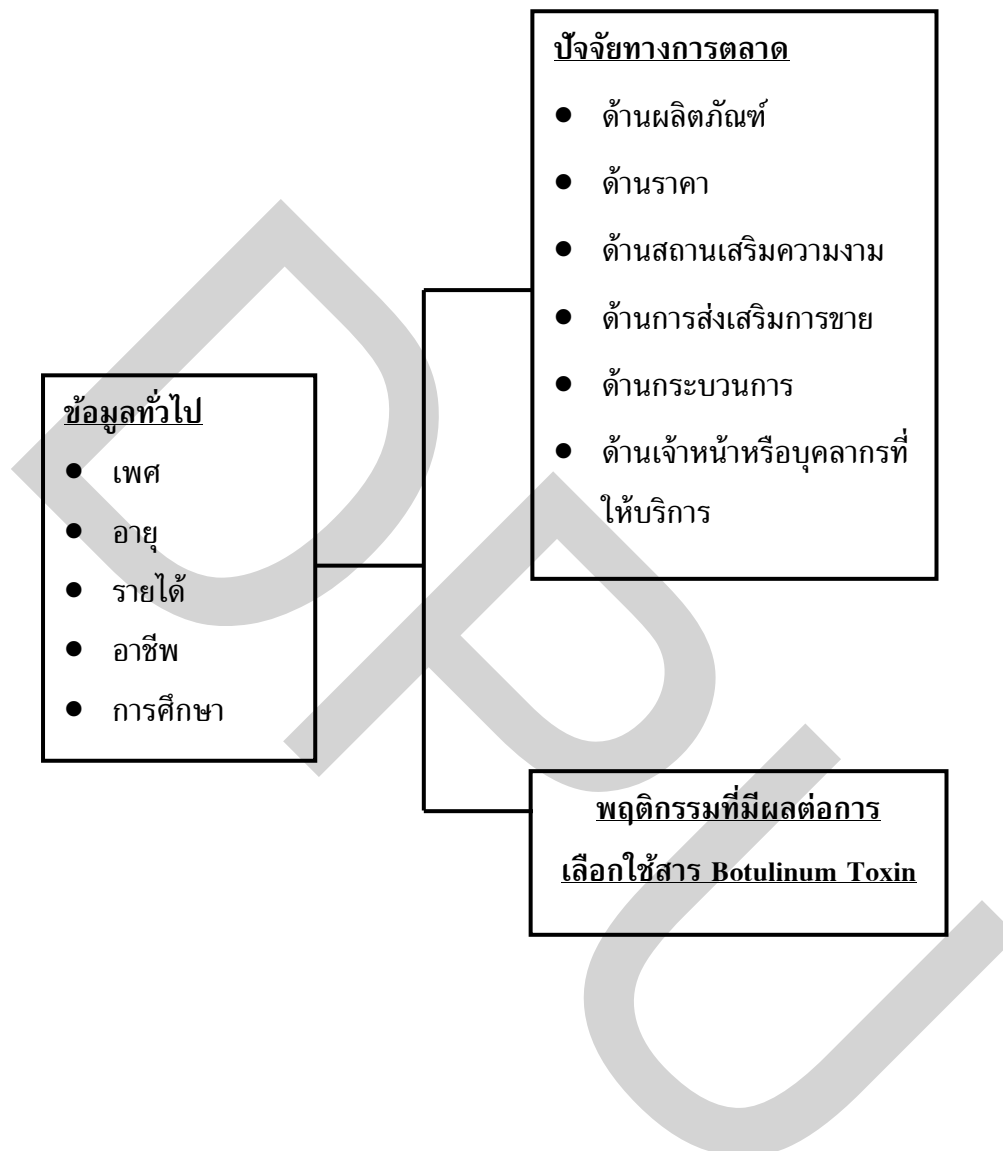 ปัจจัยทางการตลาด
● ด้านผลิตภัณฑ์
● ด้านราคา
● ด้านสถานเสริมความงาม
● ด้านการส่งเสริมการขาย
● ด้านกระบวนการ
● ด้านเจ้าหน้าหรือบุคลากรที่
ให้บริการ
ข้อมูลทั่วไป
● เพศ
● อายุ
● รายได้
● อาชีพ
● การศึกษา
พฤติกรรมที่มีผลต่อการ
เลือกใช้สาร Botulinum Toxin
DPU